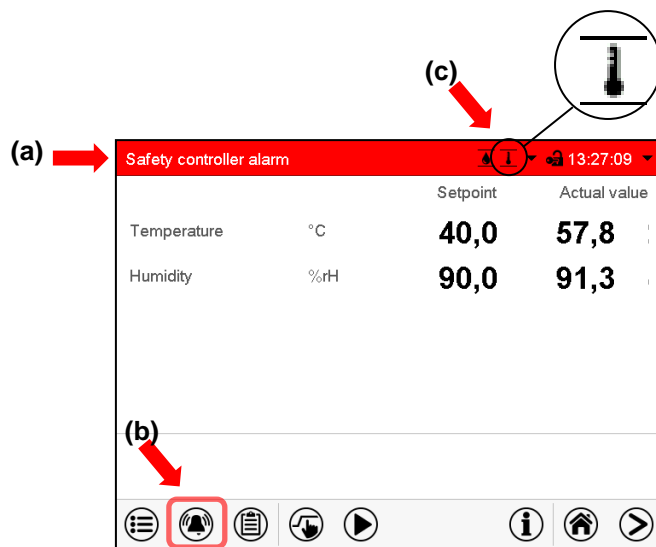 (c)
(a)
Safety controller alarm 13:27:09
Setpoint Actual value
Temperature °C 40,0 57,8
Humidity %rH 90,0 91,3
(b)